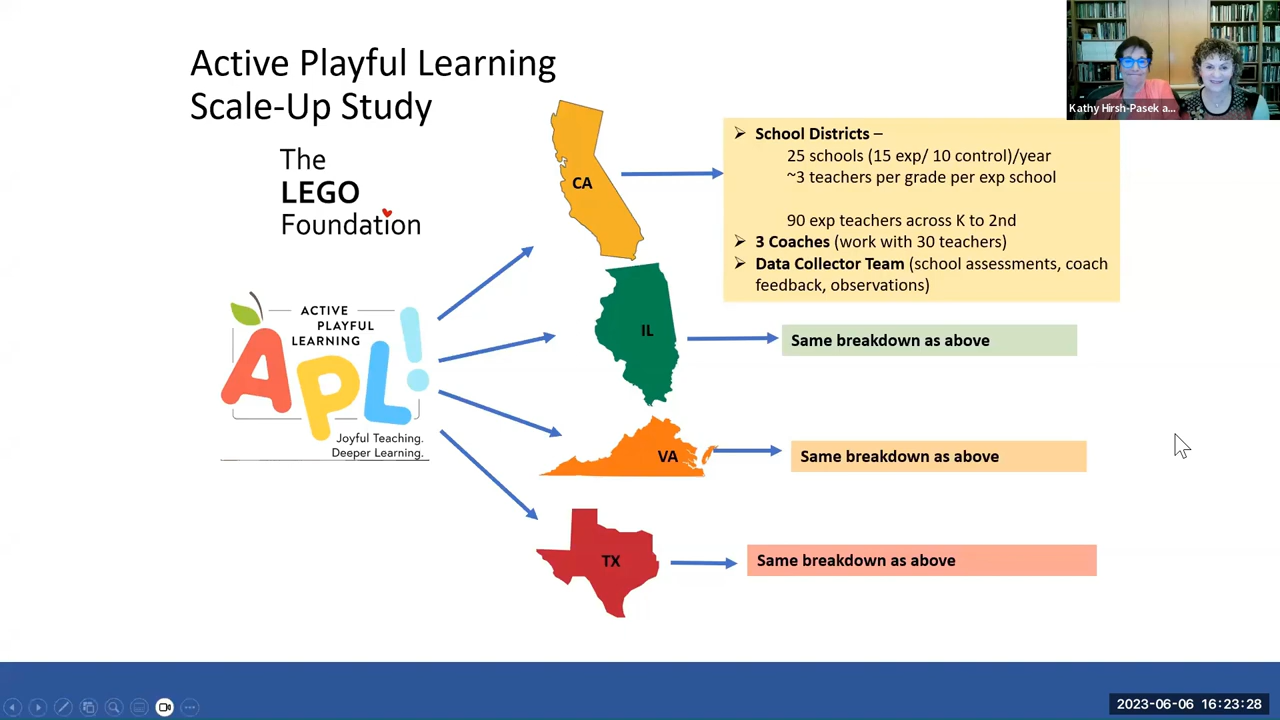 Active Playful Learning
Scale-Up Study
The
LEGO
Foundation
ACTIVE
PLAYFUL
LEARNING
APL!
Joyful Teaching.
Deeper Learning.
CA
➢ School Districts –
25 schools (15 exp/ 10 control)/year
~3 teachers per grade per exp school
90 exp teachers across K to 2nd
➢ 3 Coaches (work with 30 teachers)
➢ Data Collector Team (school assessments, coach
feedback, observations)
IL
Same breakdown as above
VA
Same breakdown as above
TX
Same breakdown as above
Kathy Hirsh-Pasek a...
2023-06-06 16:23:28